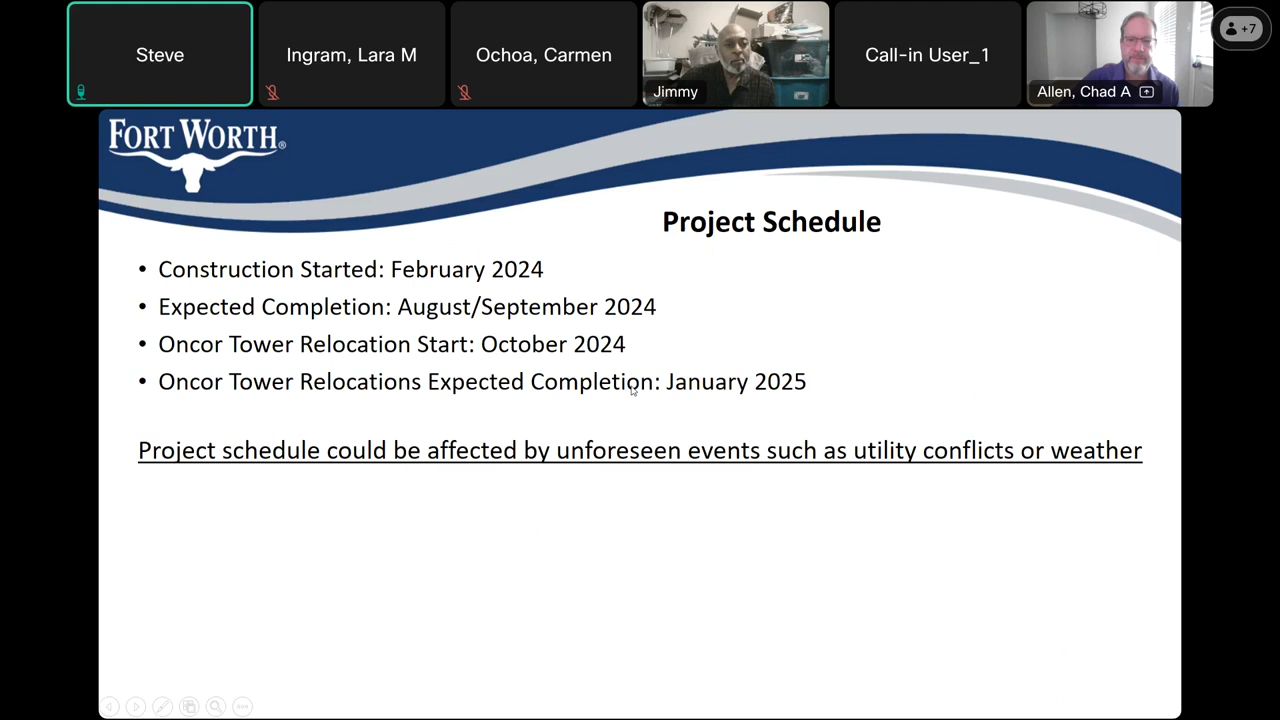 Steve
Ingram, Lara M
Ochoa, Carmen
Jimmy
Call-in User_1
Allen, Chad A
+7
FORT WORTH®
Project Schedule
• Construction Started: February 2024
• Expected Completion: August/September 2024
• Oncor Tower Relocation Start: October 2024
• Oncor Tower Relocations Expected Completion: January 2025
Project schedule could be affected by unforeseen events such as utility conflicts or weather